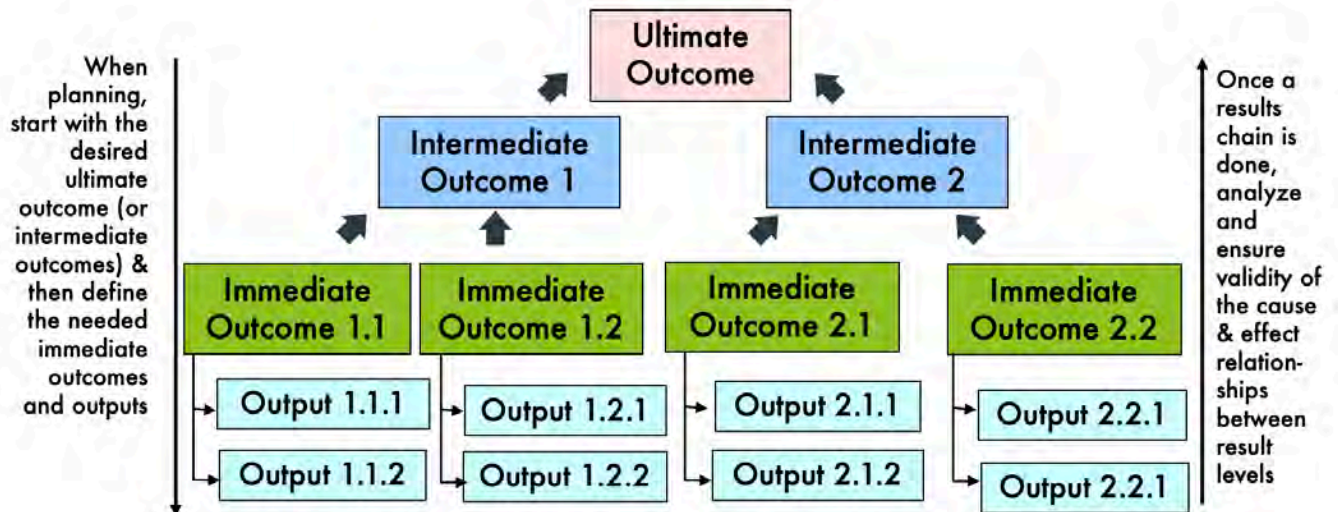 Ultimate
Outcome
When
planning,
start with the
desired
ultimate
outcome (or
intermediate
outcomes) &
then define
the needed
immediate
outcomes
and outputs
Intermediate
Outcome 1
Intermediate
Outcome 2
Immediate
Outcome 1.1
Immediate
Outcome 1.2
Immediate
Outcome 2.1
Immediate
Outcome 2.2
Output 1.1.1
Output 1.1.2
Output 1.2.1
Output 1.2.2
Output 2.1.1
Output 2.1.2
Output 2.2.1
Output 2.2.1
Once a
results
chain is
done,
analyze
and
ensure
validity of
the cause
& effect
relation-
ships
between
result
levels